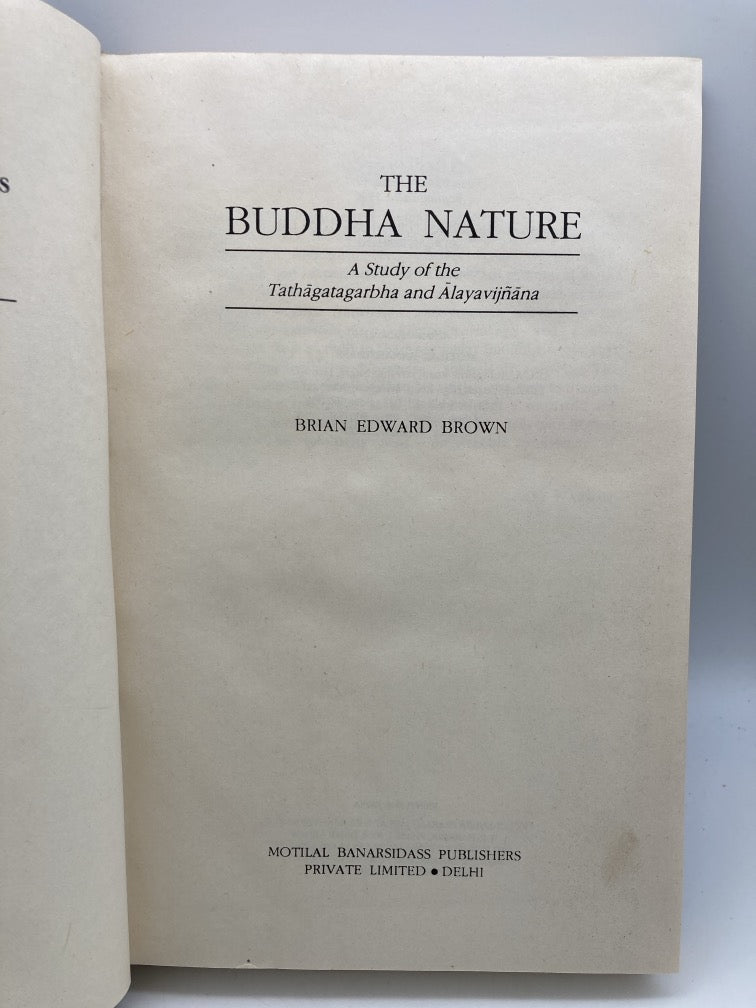 THE
BUDDHA NATURE
A Study of the
Tathāgatagarbha and Ālayavijñāna
BRIAN EDWARD BROWN
MOTILAL BANARSIDASS PUBLISHERS
PRIVATE LIMITED ● DELHI